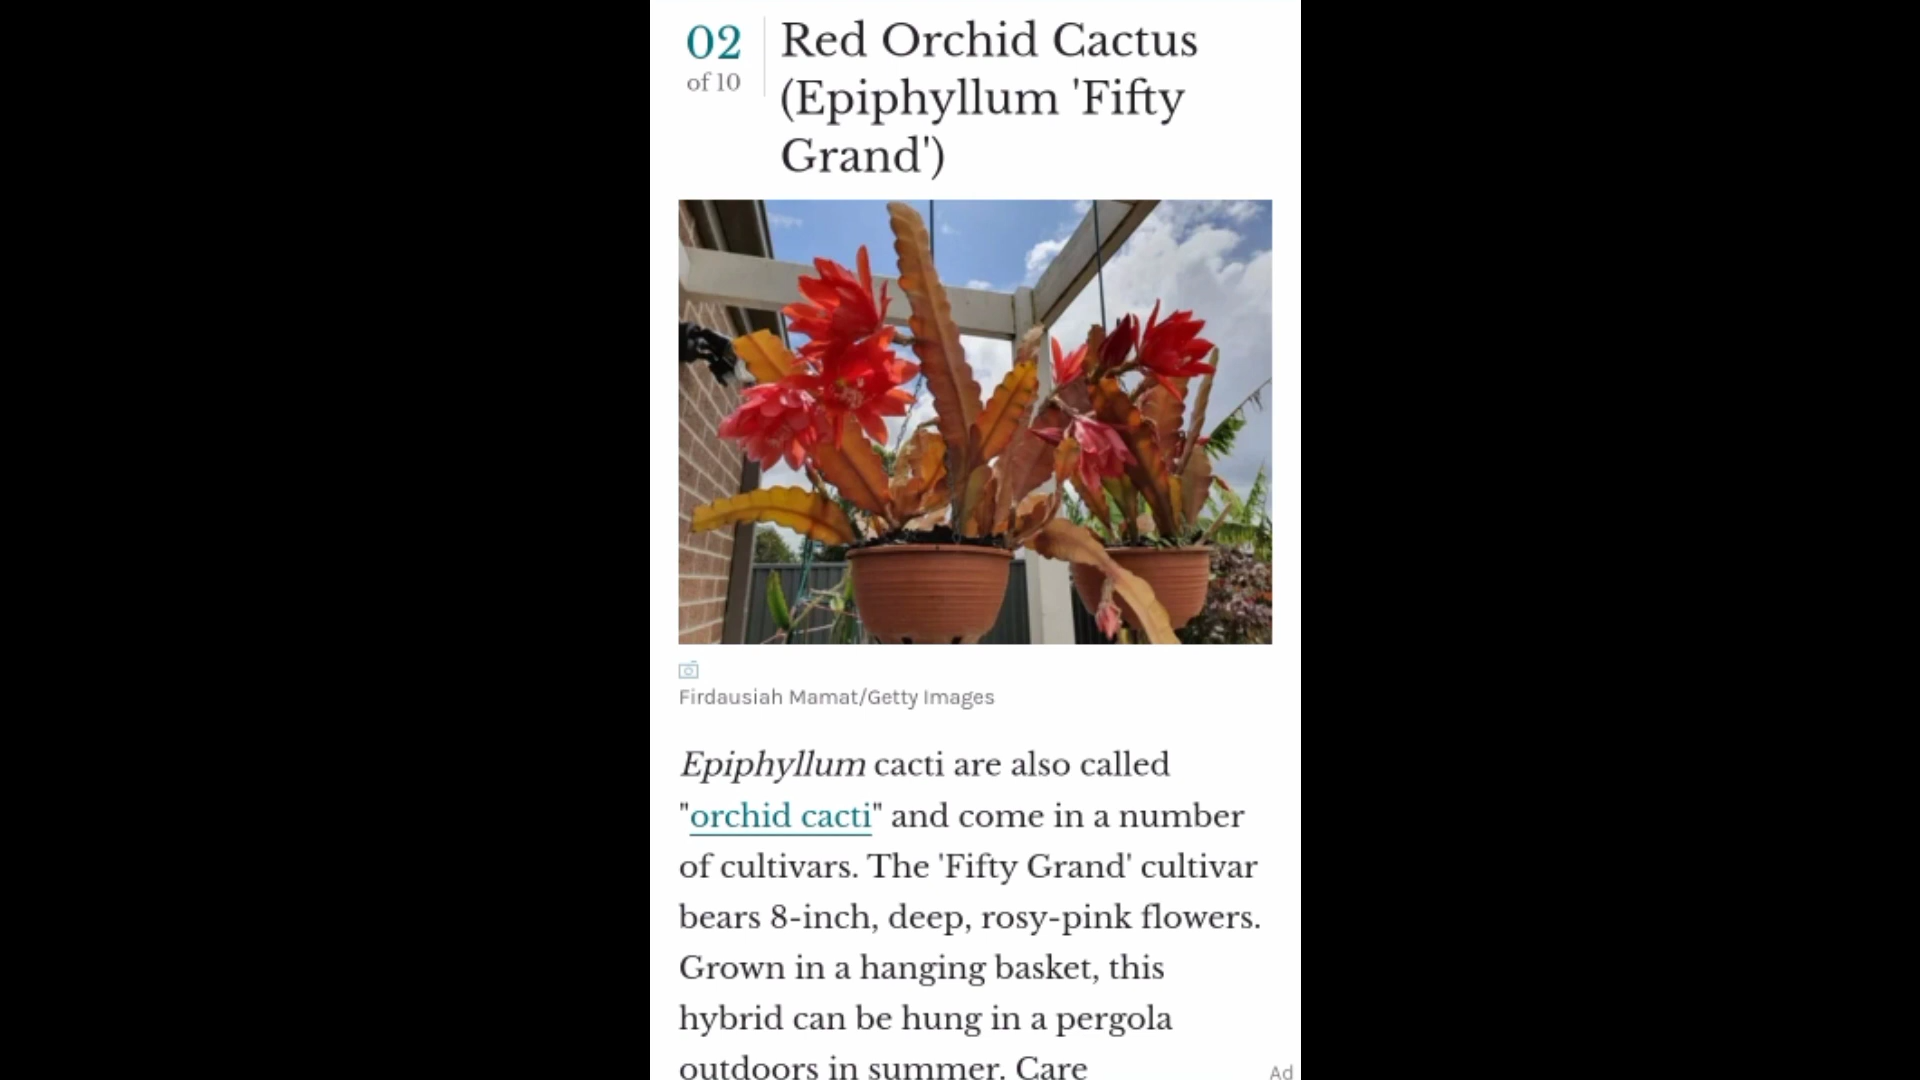 02
of 10
Red Orchid Cactus
(Epiphyllum 'Fifty
Grand')
Firdausiah Mamat/Getty Images
Epiphyllum cacti are also called
"orchid cacti" and come in a number
of cultivars. The 'Fifty Grand' cultivar
bears 8-inch, deep, rosy-pink flowers.
Grown in a hanging basket, this
hybrid can be hung in a pergola
outdoors in summer. Care
Ad